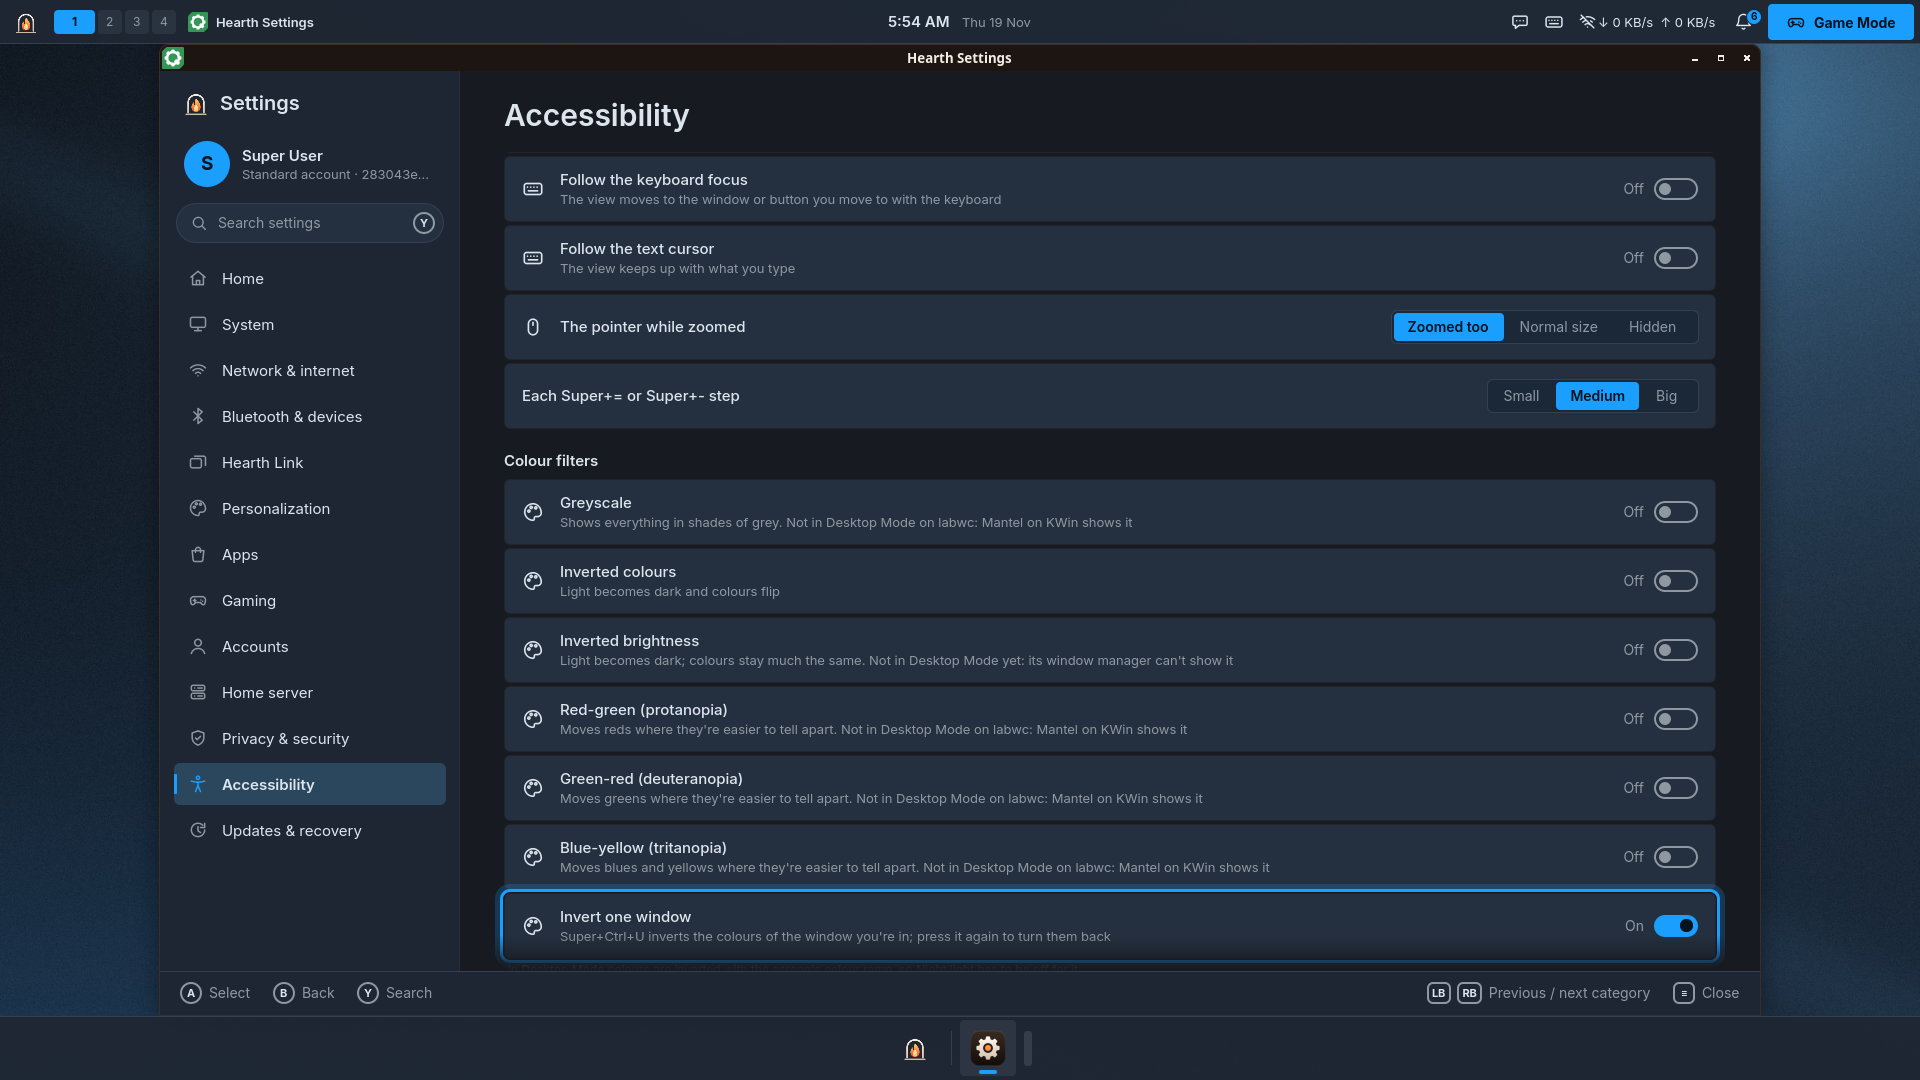 1 2 3 4 Hearth Settings
5:54 AM Thu 19 Nov
↓ 0 KB/s ↑ 0 KB/s
6
Game Mode
Hearth Settings
Settings
S
Super User
Standard account · 283043e...
Search settings Y
Home
System
Network & internet
Bluetooth & devices
Hearth Link
Personalization
Apps
Gaming
Accounts
Home server
Privacy & security
Accessibility
Updates & recovery
Accessibility
Follow the keyboard focus
The view moves to the window or button you move to with the keyboard
Off
Follow the text cursor
The view keeps up with what you type
Off
The pointer while zoomed
Zoomed too Normal size Hidden
Each Super+= or Super+- step
Small Medium Big
Colour filters
Greyscale
Shows everything in shades of grey. Not in Desktop Mode on labwc: Mantel on KWin shows it
Off
Inverted colours
Light becomes dark and colours flip
Off
Inverted brightness
Light becomes dark; colours stay much the same. Not in Desktop Mode yet: its window manager can't show it
Off
Red-green (protanopia)
Moves reds where they're easier to tell apart. Not in Desktop Mode on labwc: Mantel on KWin shows it
Off
Green-red (deuteranopia)
Moves greens where they're easier to tell apart. Not in Desktop Mode on labwc: Mantel on KWin shows it
Off
Blue-yellow (tritanopia)
Moves blues and yellows where they're easier to tell apart. Not in Desktop Mode on labwc: Mantel on KWin shows it
Off
Invert one window
Super+Ctrl+U inverts the colours of the window you're in; press it again to turn them back
On
A Select B Back Y Search
LB RB Previous / next category ≡ Close